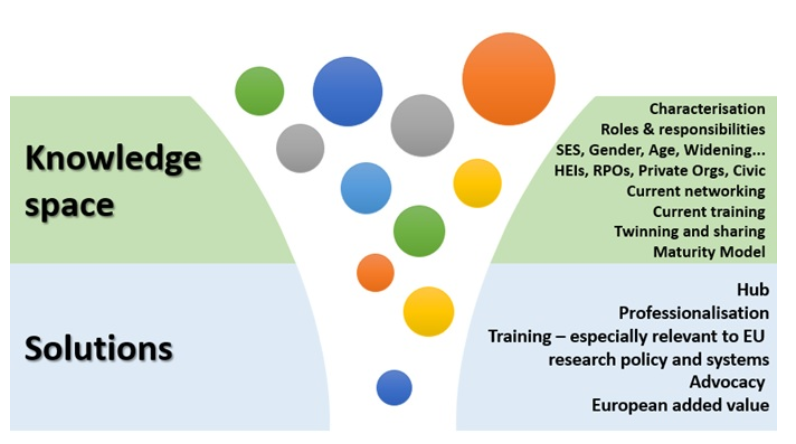 Knowledge
space
Characterisation
Roles & responsibilities
SES, Gender, Age, Widening...
HEIs, RPOs, Private Orgs, Civic
Current networking
Current training
Twinning and sharing
Maturity Model
Solutions
Hub
Professionalisation
Training – especially relevant to EU
research policy and systems
Advocacy
European added value